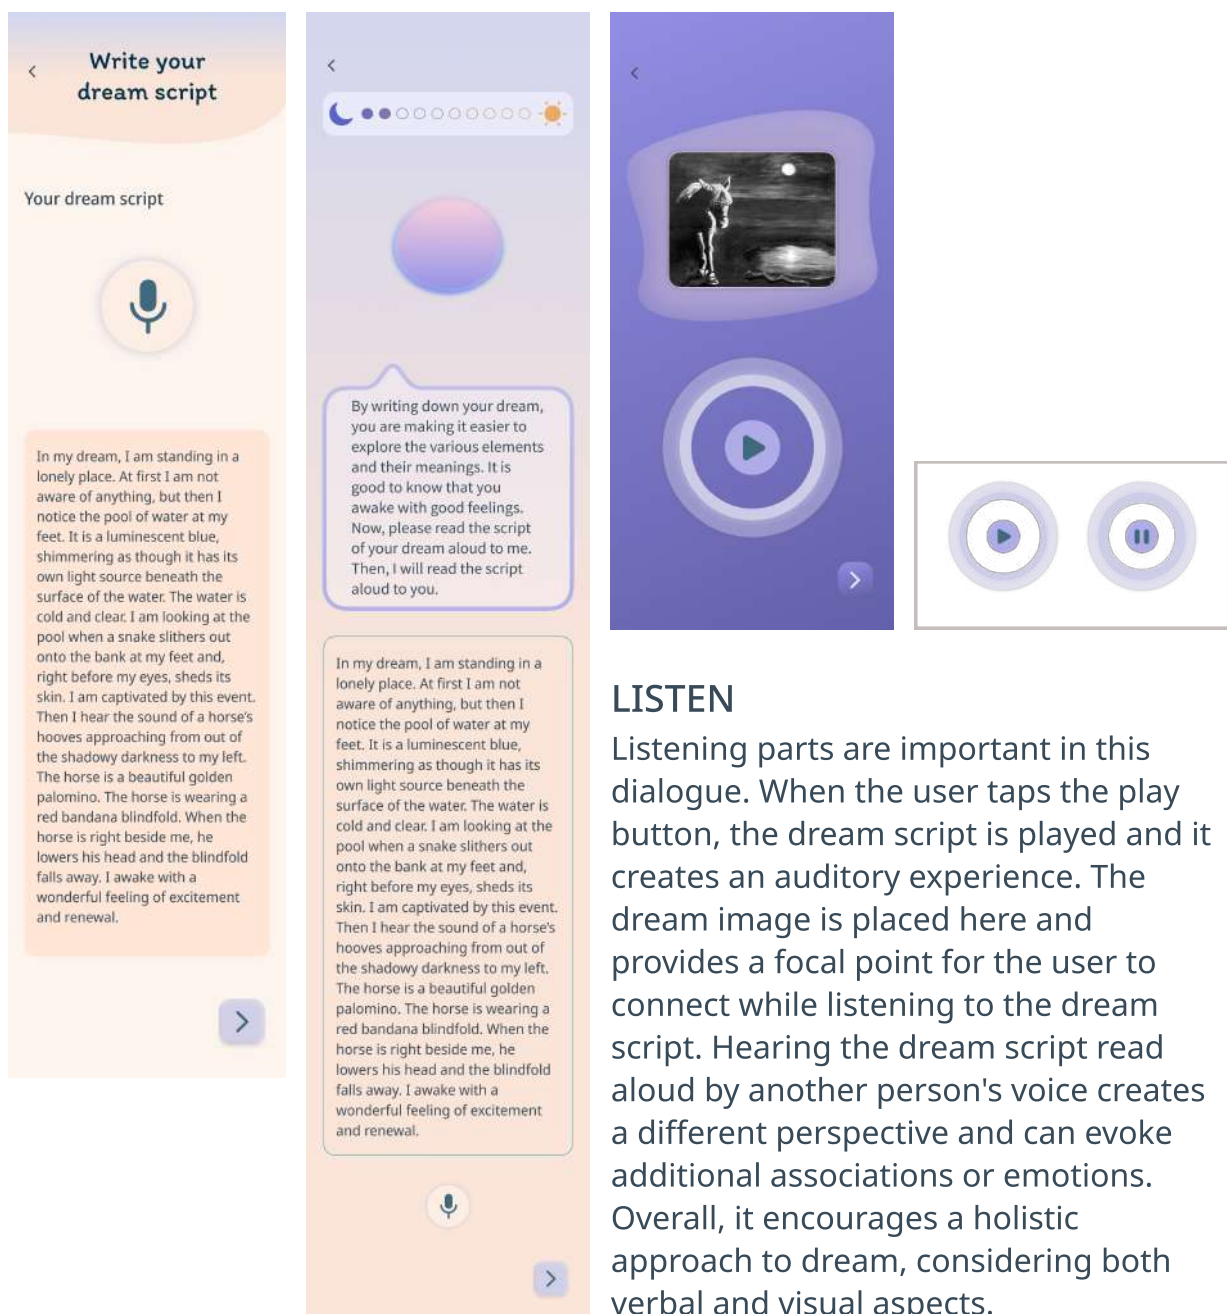 Write your
dream script
Your dream script
In my dream, I am standing in a
lonely place. At first I am not
aware of anything, but then I
notice the pool of water at my
feet. It is a luminescent blue,
shimmering as though it has its
own light source beneath the
surface of the water. The water is
cold and clear. I am looking at the
pool when a snake slithers out
onto the bank at my feet and,
right before my eyes, sheds its
skin. I am captivated by this event.
Then I hear the sound of a horse's
hooves approaching from out of
the shadowy darkness to my left.
The horse is a beautiful golden
palomino. The horse is wearing a
red bandana blindfold. When the
horse is right beside me, he
lowers his head and the blindfold
falls away. I awake with a
wonderful feeling of excitement
and renewal.
By writing down your dream,
you are making it easier to
explore the various elements
and their meanings. It is
good to know that you
awake with good feelings.
Now, please read the script
of your dream aloud to me.
Then, I will read the script
aloud to you.
In my dream, I am standing in a
lonely place. At first I am not
aware of anything, but then I
notice the pool of water at my
feet. It is a luminescent blue,
shimmering as though it has its
own light source beneath the
surface of the water. The water is
cold and clear. I am looking at the
pool when a snake slithers out
onto the bank at my feet and,
right before my eyes, sheds its
skin. I am captivated by this event.
Then I hear the sound of a horse's
hooves approaching from out of
the shadowy darkness to my left.
The horse is a beautiful golden
palomino. The horse is wearing a
red bandana blindfold. When the
horse is right beside me, he
lowers his head and the blindfold
falls away. I awake with a
wonderful feeling of excitement
and renewal.
LISTEN
Listening parts are important in this
dialogue. When the user taps the play
button, the dream script is played and it
creates an auditory experience. The
dream image is placed here and
provides a focal point for the user to
connect while listening to the dream
script. Hearing the dream script read
aloud by another person's voice creates
a different perspective and can evoke
additional associations or emotions.
Overall, it encourages a holistic
approach to dream, considering both
verbal and visual aspects.